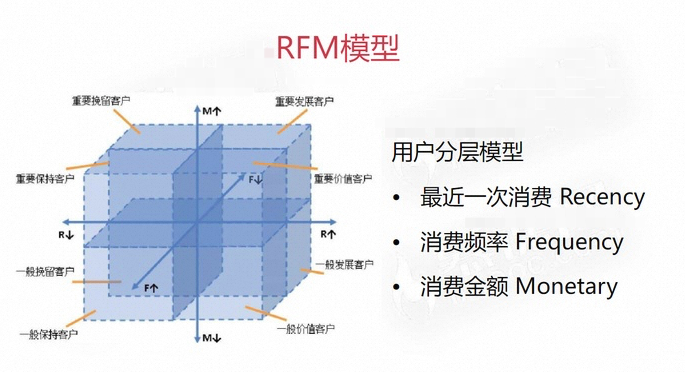 RFM模型
重要挽留客户
M↑
重要发展客户
重要保持客户
F↓
重要价值客户
R↓
R↑
一般挽留客户
F↑
一般发展客户
一般保持客户
M↓
一般价值客户
用户分层模型
• 最近一次消费 Recency
• 消费频率 Frequency
• 消费金额 Monetary